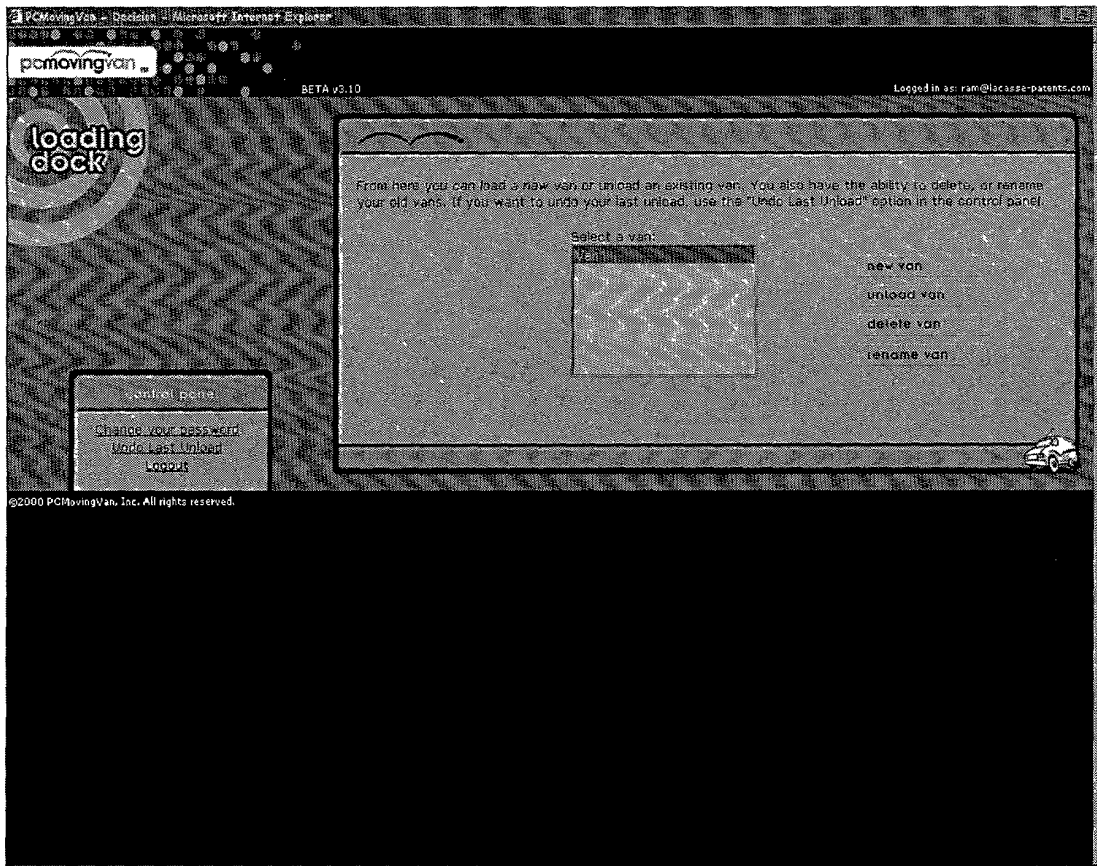 PCMovingVan - Decision - Microsoft Internet Explorer
pcmovingvan ™
BETA v3.10
Logged in as: ram@lacasse-patents.com
loading
dock
From here you can load a new van or unload an existing van. You also have the ability to delete, or rename
your old vans. If you want to undo your last unload, use the "Undo Last Unload" option in the control panel.
Select a van:
new van
unload van
delete van
rename van
control panel
Change your password
Undo Last Unload
Logout
©2000 PCMovingVan, Inc. All rights reserved.